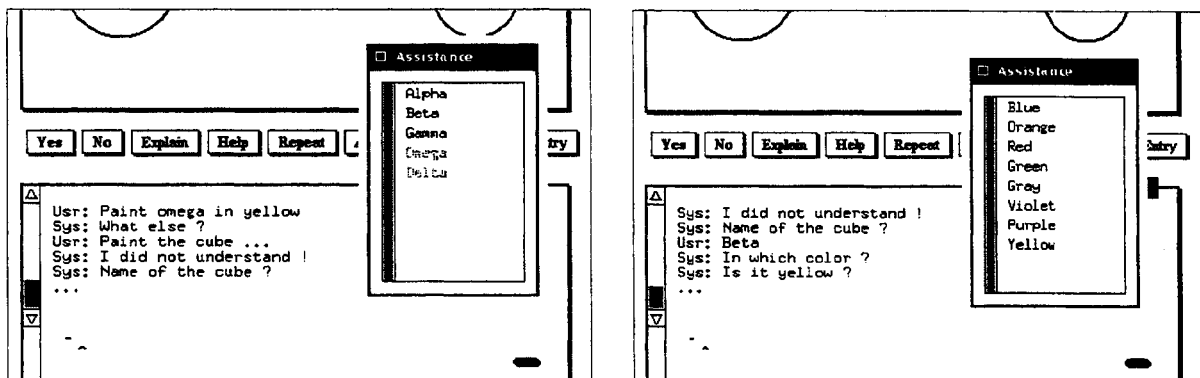 Assistance
Alpha
Beta
Gamma
Omega
Delta
Yes No Explain Help Repeat
Usr: Paint omega in yellow
Sys: What else ?
Usr: Paint the cube ...
Sys: I did not understand !
Sys: Name of the cube ?
...
Assistance
Blue
Orange
Red
Green
Gray
Violet
Purple
Yellow
Yes No Explain Help Repeat
Sys: I did not understand !
Sys: Name of the cube ?
Usr: Beta
Sys: In which color ?
Sys: Is it yellow ?
...